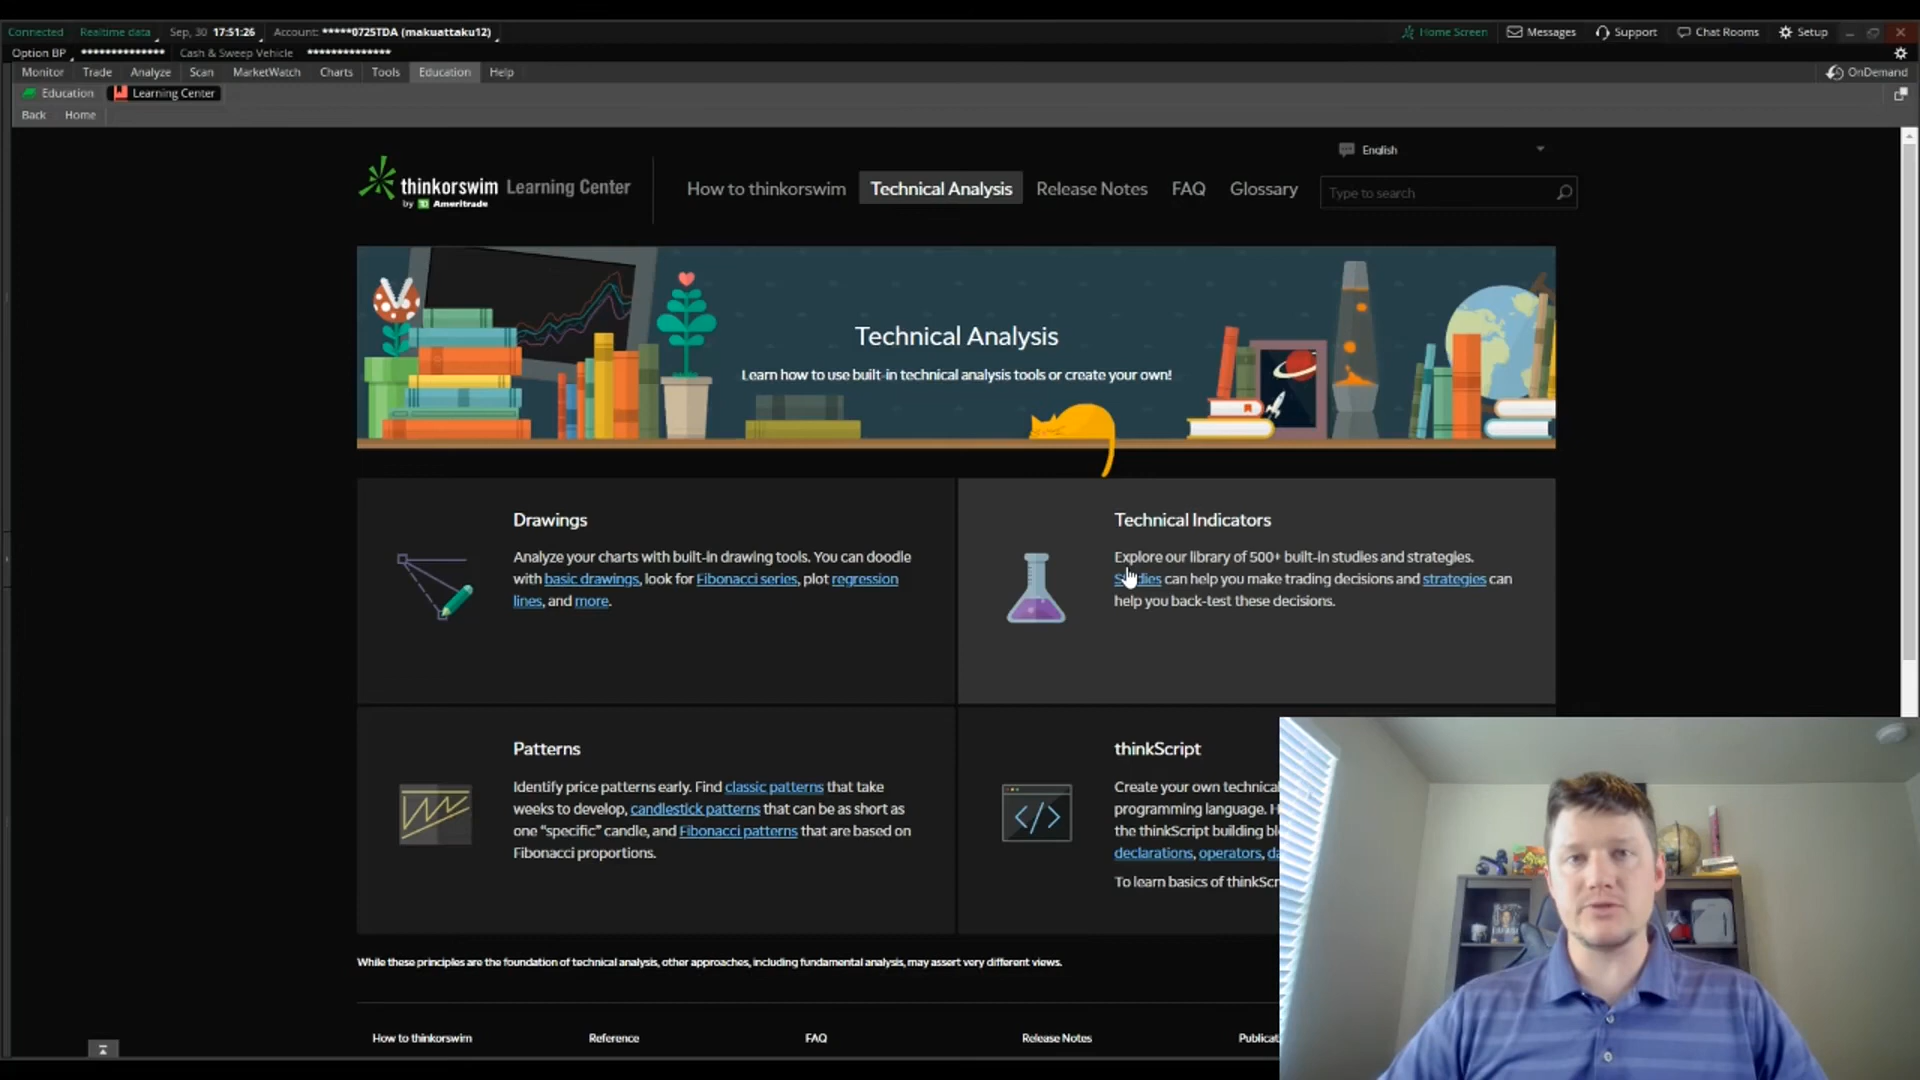 Connected Realtime data Sep, 30 17:51:26 Account: *****0725TDA (makuattaku12) Home Screen Messages Support Chat Rooms Setup
Option BP ************** Cash & Sweep Vehicle **************
Monitor Trade Analyze Scan MarketWatch Charts Tools Education Help OnDemand
Education Learning Center
Back Home
English
thinkorswim Learning Center How to thinkorswim Technical Analysis Release Notes FAQ Glossary Type to search
by TD Ameritrade
Technical Analysis
Learn how to use built-in technical analysis tools or create your own!
Drawings
Analyze your charts with built-in drawing tools. You can doodle
with basic drawings, look for Fibonacci series, plot regression
lines, and more.
Technical Indicators
Explore our library of 500+ built-in studies and strategies.
Studies can help you make trading decisions and strategies can
help you back-test these decisions.
Patterns
Identify price patterns early. Find classic patterns that take
weeks to develop, candlestick patterns that can be as short as
one "specific" candle, and Fibonacci patterns that are based on
Fibonacci proportions.
thinkScript
Create your own technical
programming language. H
the thinkScript building bl
declarations, operators, da
To learn basics of thinkScr
While these principles are the foundation of technical analysis, other approaches, including fundamental analysis, may assert very different views.
How to thinkorswim Reference FAQ Release Notes Publicat